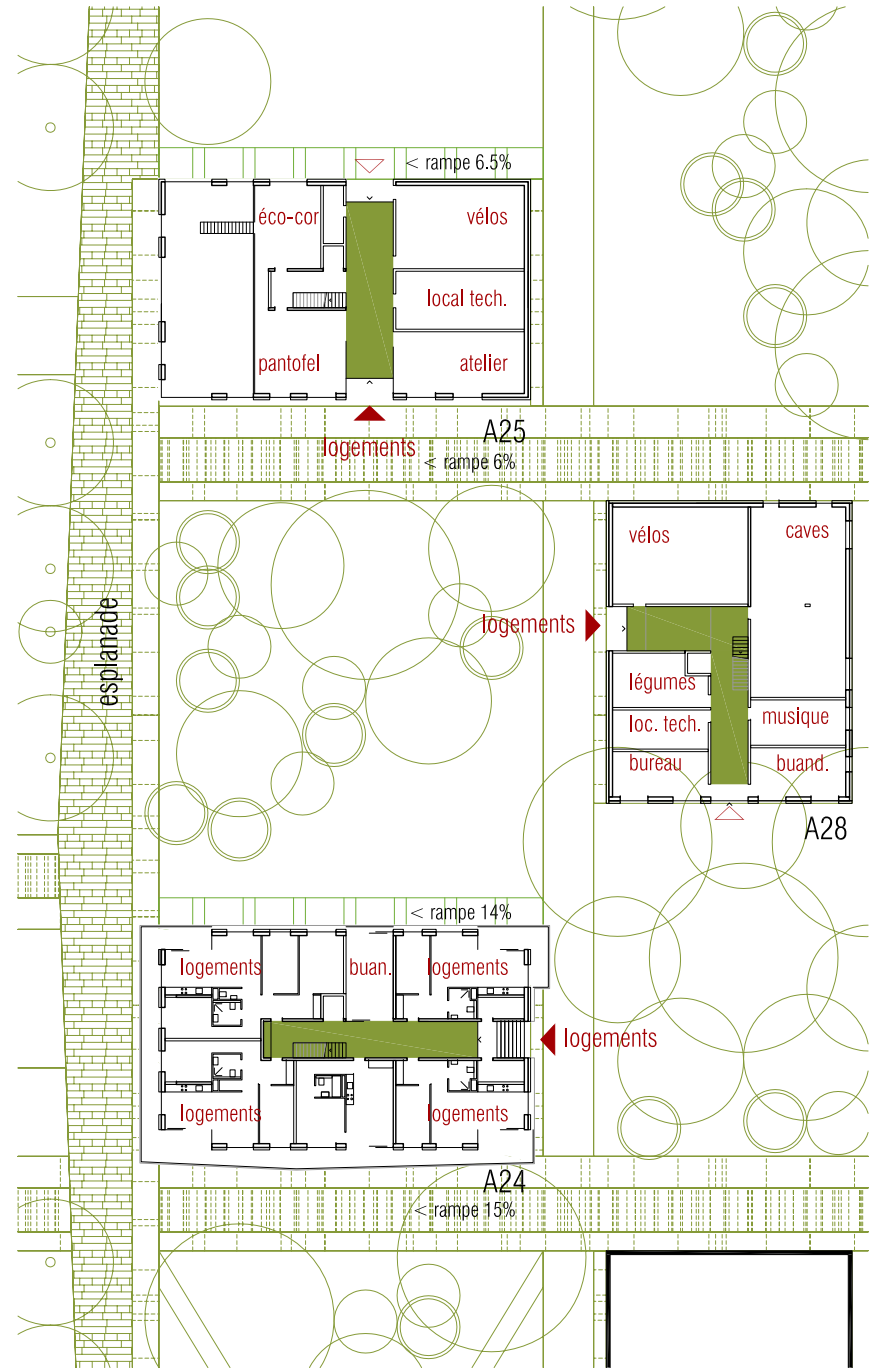 < rampe 6.5%
éco-cor
vélos
local tech.
pantofel
atelier
A25
logements
< rampe 6%
vélos
caves
esplanade
logements
légumes
loc. tech.
musique
bureau
buand.
A28
< rampe 14%
logements
buan.
logements
logements
logements
logements
A24
< rampe 15%